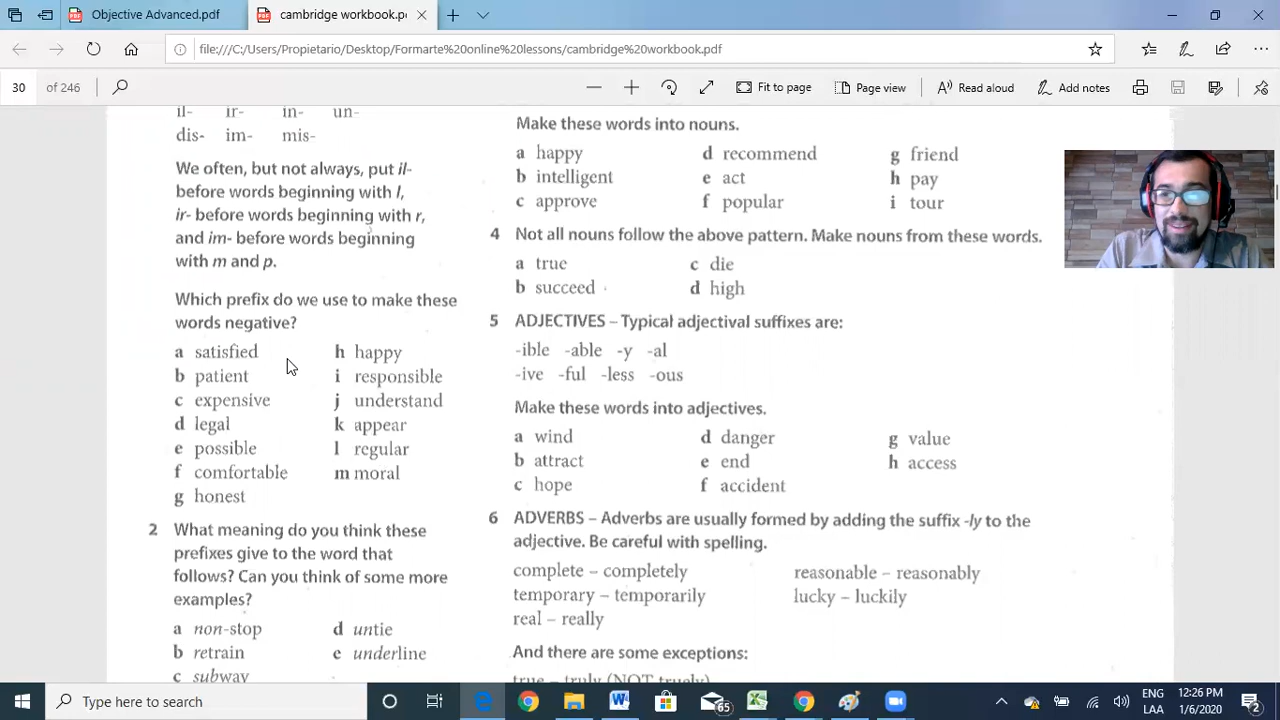 Objective Advanced.pdf
cambridge workbook.pdf
file:///C:/Users/Propietario/Desktop/Formarte%20online%20lessons/cambridge%20workbook.pdf
30 of 246
Fit to page
Page view
Read aloud
Add notes
il- ir- in- un-
dis- im- mis-
We often, but not always, put il-
before words beginning with l,
ir- before words beginning with r,
and im- before words beginning
with m and p.
Which prefix do we use to make these
words negative?
a satisfied h happy
b patient i responsible
c expensive j understand
d legal k appear
e possible l regular
f comfortable m moral
g honest
2 What meaning do you think these
prefixes give to the word that
follows? Can you think of some more
examples?
a non-stop d untie
b retrain e underline
c subway
Make these words into nouns.
a happy d recommend g friend
b intelligent e act h pay
c approve f popular i tour
4 Not all nouns follow the above pattern. Make nouns from these words.
a true c die
b succeed d high
5 ADJECTIVES – Typical adjectival suffixes are:
-ible -able -y -al
-ive -ful -less -ous
Make these words into adjectives.
a wind d danger g value
b attract e end h access
c hope f accident
6 ADVERBS – Adverbs are usually formed by adding the suffix -ly to the
adjective. Be careful with spelling.
complete – completely reasonable – reasonably
temporary – temporarily lucky – luckily
real – really
And there are some exceptions:
true – truly (NOT truely)
Type here to search
65
ENG
LAA
12:26 PM
1/6/2020
2